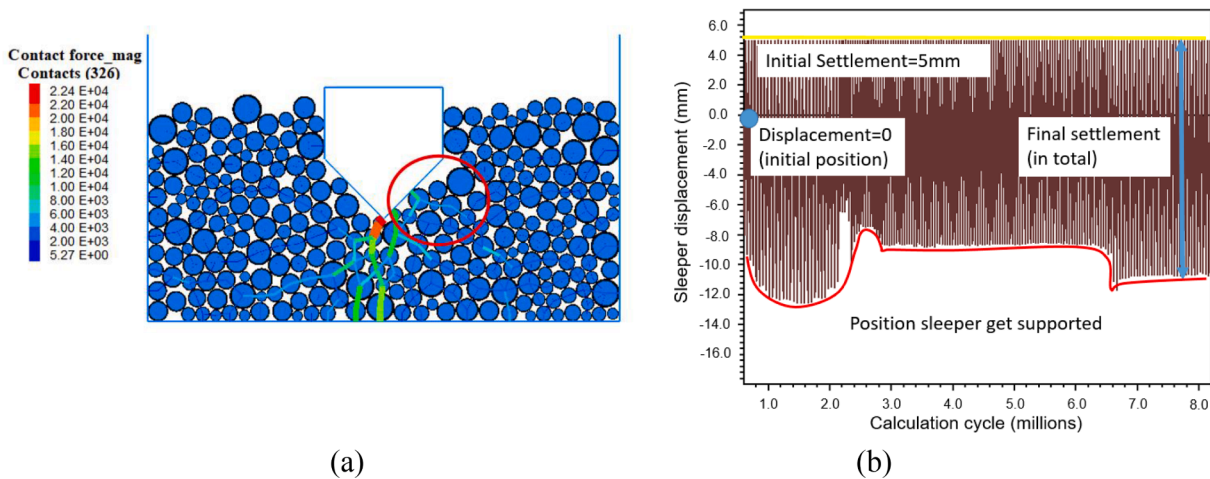 Contact force_mag
Contacts (326)
2.24 E+04
2.20 E+04
2.00 E+04
1.80 E+04
1.60 E+04
1.40 E+04
1.20 E+04
1.00 E+04
8.00 E+03
6.00 E+03
4.00 E+03
2.00 E+03
5.27 E+00
(a)
Sleeper displacement (mm)
6.0
4.0
2.0
0.0
-2.0
-4.0
-6.0
-8.0
-10.0
-12.0
-14.0
-16.0
Initial Settlement=5mm
Displacement=0
(initial position)
Final settlement
(in total)
Position sleeper get supported
1.0 2.0 3.0 4.0 5.0 6.0 7.0 8.0
Calculation cycle (millions)
(b)